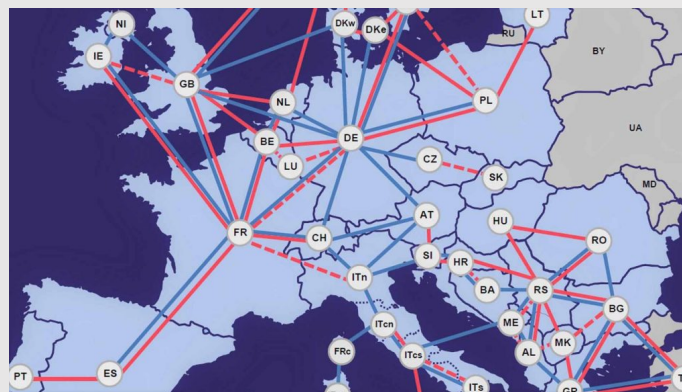 NI
DKw
DKe
LT
RU
BY
IE
GB
NL
PL
UA
BE
DE
LU
CZ
SK
MD
FR
CH
AT
HU
RO
SI
HR
ITn
BA
RS
BG
ITcn
ME
MK
FRc
ITcs
AL
PT
ES
ITs
GR